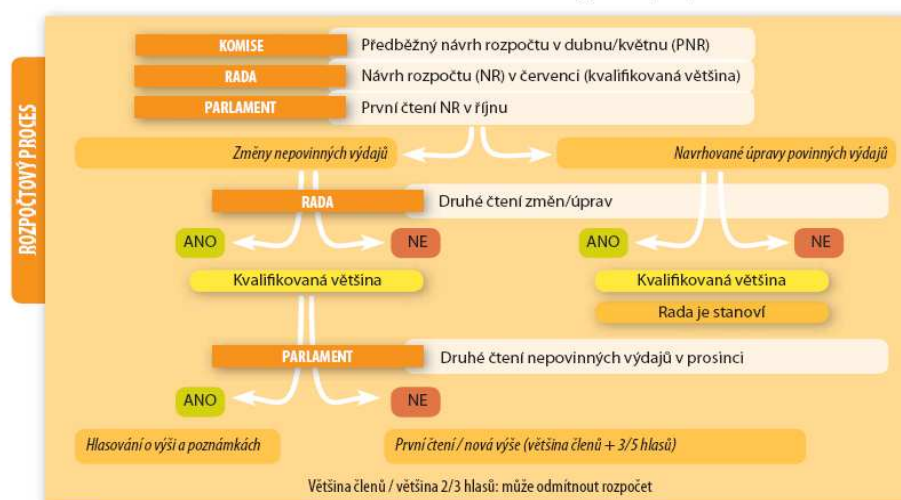 ROZPOČTOVÝ PROCES
KOMISE Předběžný návrh rozpočtu v dubnu/květnu (PNR)
RADA Návrh rozpočtu (NR) v červenci (kvalifikovaná většina)
PARLAMENT První čtení NR v říjnu
Změny nepovinných výdajů Navrhované úpravy povinných výdajů
RADA Druhé čtení změn/úprav
ANO NE ANO NE
Kvalifikovaná většina Kvalifikovaná většina
Rada je stanoví
PARLAMENT Druhé čtení nepovinných výdajů v prosinci
ANO NE
Hlasování o výši a poznámkách První čtení / nová výše (většina členů + 3/5 hlasů)
Většina členů / většina 2/3 hlasů: může odmítnout rozpočet